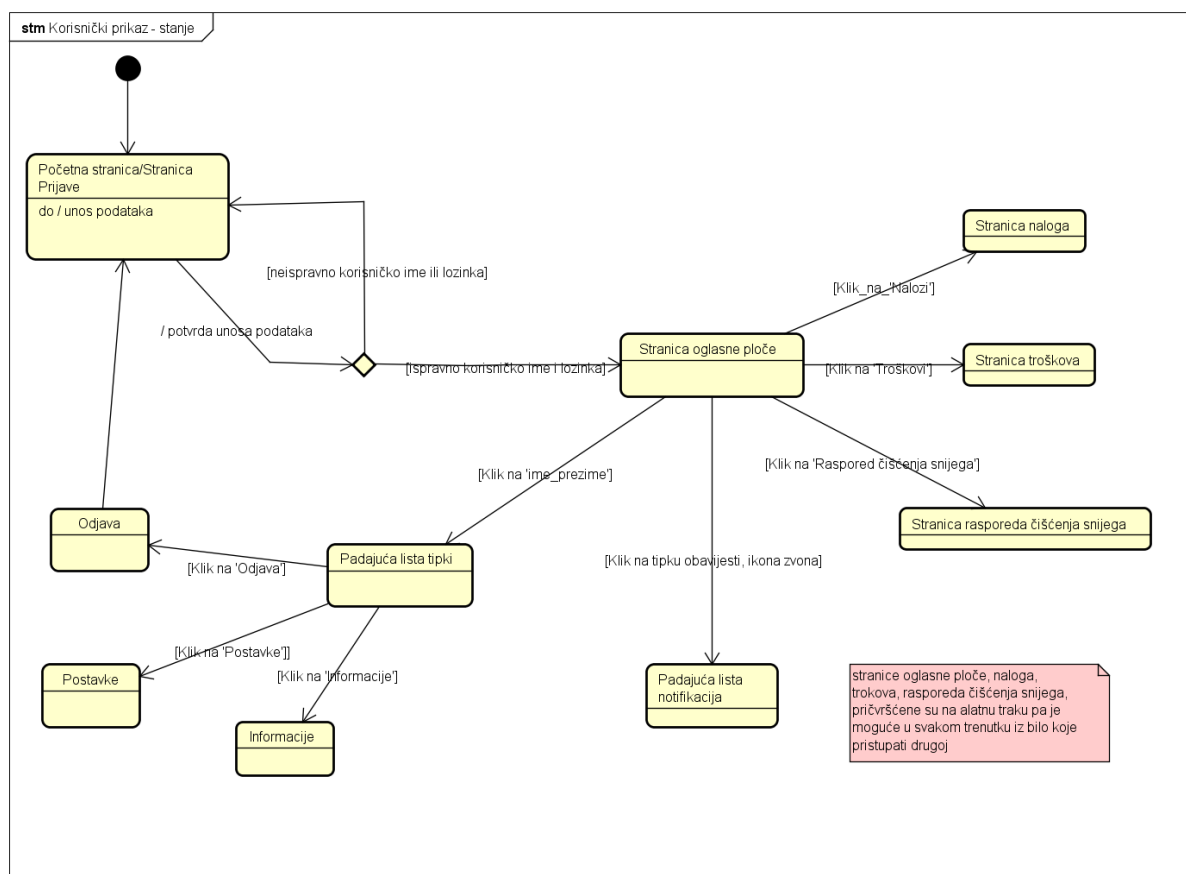 stm Korisnički prikaz - stanje
Početna stranica/Stranica
Prijave
do / unos podataka
[neispravno korisničko ime ili lozinka]
/ potvrda unosa podataka
[Ispravno korisničko ime i lozinka]
Stranica oglasne ploče
[Klik_na_'Nalozi']
Stranica naloga
[Klik na 'Troškovi']
Stranica troškova
[Klik na 'Raspored čišćenja snijega']
Stranica rasporeda čišćenja snijega
[Klik na 'ime_prezime']
Odjava
[Klik na 'Odjava']
Padajuća lista tipki
[Klik na tipku obavijesti, ikona zvona]
[Klik na 'Postavke']]
Postavke
[Klik na 'Informacije']
Informacije
Padajuća lista
notifikacija
stranice oglasne ploče, naloga,
trokova, rasporeda čišćenja snijega,
pričvršćene su na alatnu traku pa je
moguće u svakom trenutku iz bilo koje
pristupati drugoj